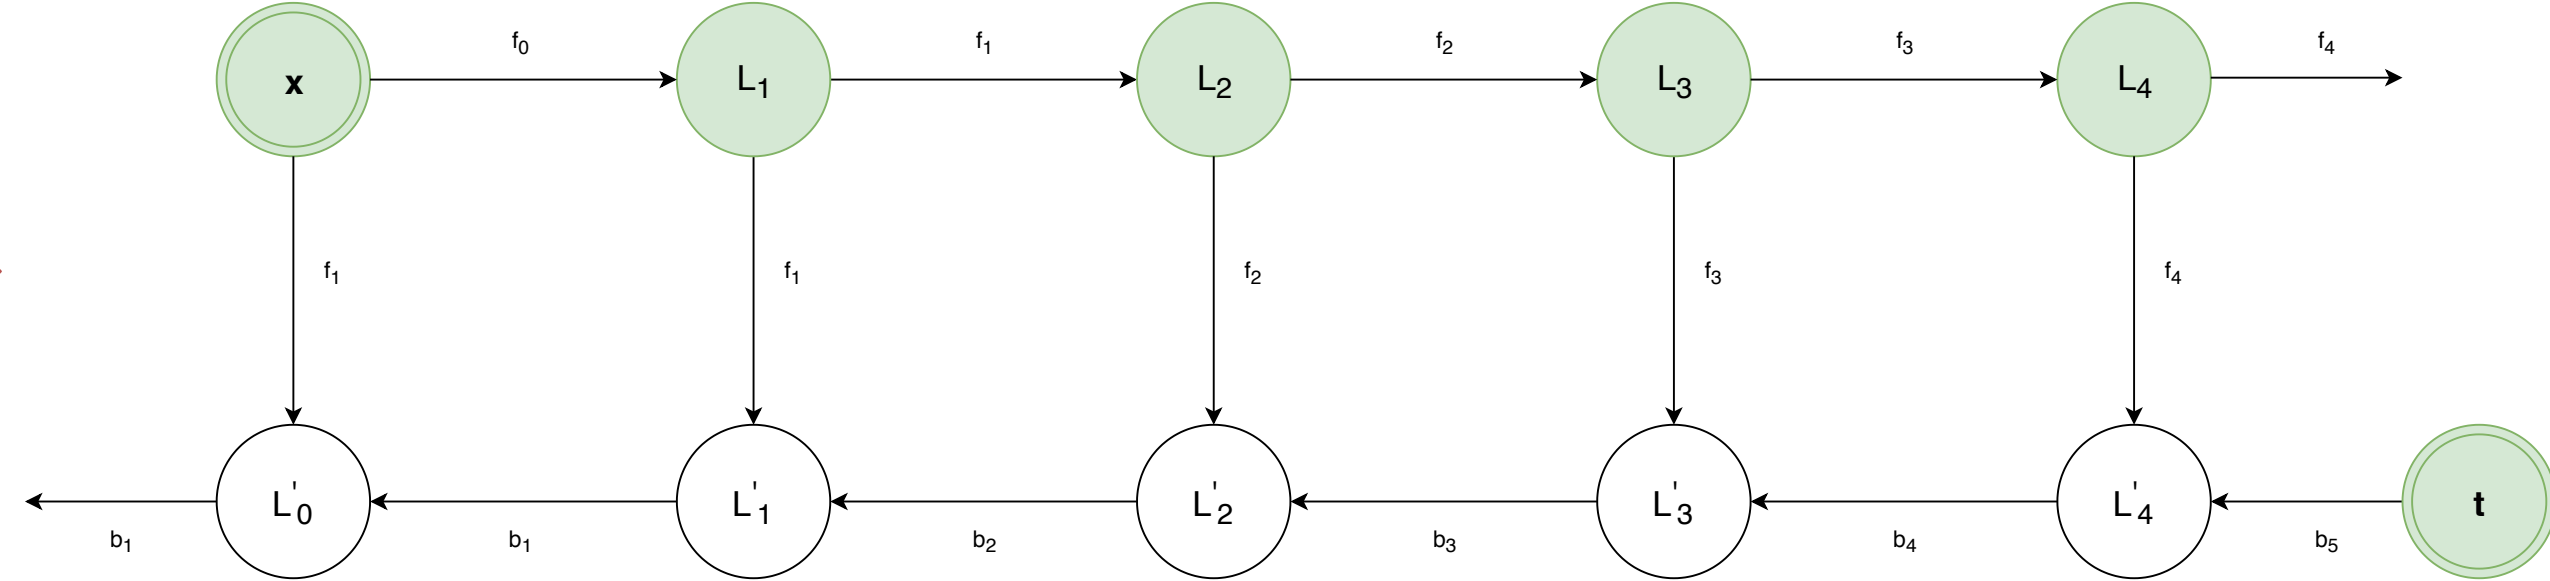 f₀ f₁ f₂ f₃ f₄
x L₁ L₂ L₃ L₄
f₁ f₁ f₂ f₃ f₄
L'₀ L'₁ L'₂ L'₃ L'₄ t
b₁ b₁ b₂ b₃ b₄ b₅